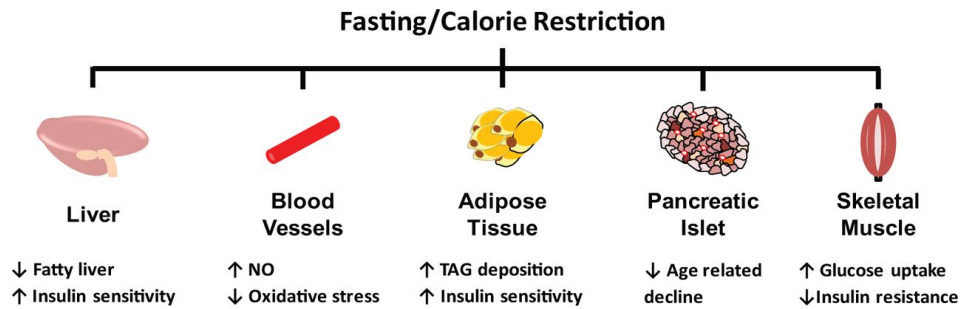 Fasting/Calorie Restriction
Liver
↓ Fatty liver
↑ Insulin sensitivity
Blood
Vessels
↑ NO
↓ Oxidative stress
Adipose
Tissue
↑ TAG deposition
↑ Insulin sensitivity
Pancreatic
Islet
↓ Age related
decline
Skeletal
Muscle
↑ Glucose uptake
↓Insulin resistance